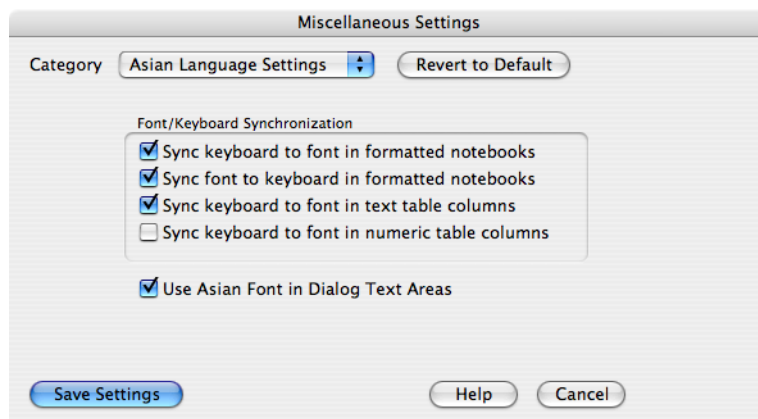 Miscellaneous Settings
Category Asian Language Settings Revert to Default
Font/Keyboard Synchronization
Sync keyboard to font in formatted notebooks
Sync font to keyboard in formatted notebooks
Sync keyboard to font in text table columns
Sync keyboard to font in numeric table columns
Use Asian Font in Dialog Text Areas
Save Settings Help Cancel